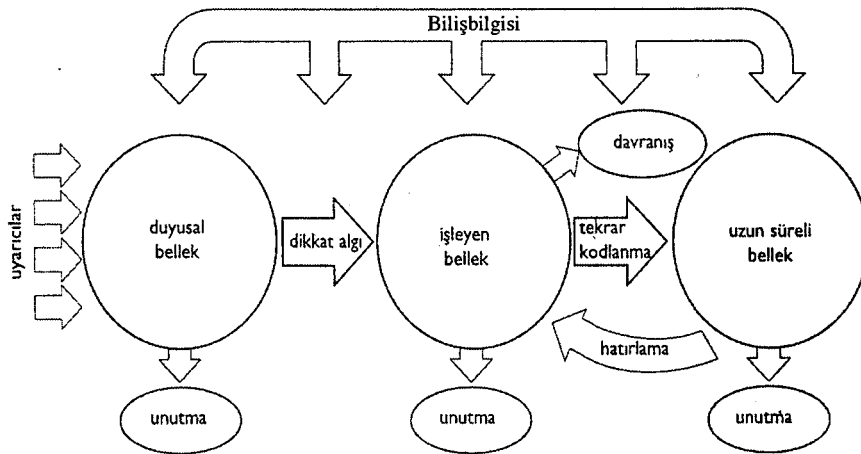 Bilişbilgisi
uyarıcılar
duyusal
bellek
dikkat algı
işleyen
bellek
davranış
tekrar
kodlanma
uzun süreli
bellek
hatırlama
unutma
unutma
unutma